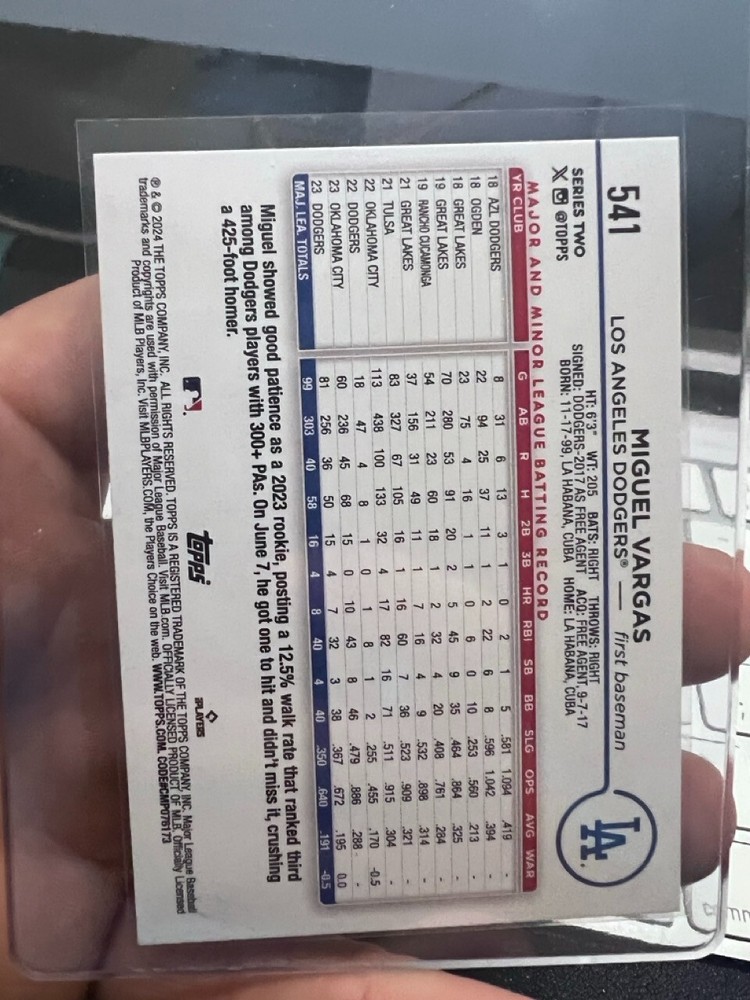 541
MIGUEL VARGAS
LOS ANGELES DODGERS® — first baseman
LA
SERIES TWO
X @TOPPS
HT: 6'3" WT: 205 BATS: RIGHT THROWS: RIGHT
SIGNED: DODGERS-2017 AS FREE AGENT ACQ: FREE AGENT, 9-7-17
BORN: 11-17-99, LA HABANA, CUBA HOME: LA HABANA, CUBA
MAJOR AND MINOR LEAGUE BATTING RECORD
YR CLUB G AB R H 2B 3B HR RBI SB BB SLG OPS AVG WAR
18 AZL DODGERS 8 31 6 13 3 1 0 2 1 5 .581 1.094 .419 -
18 OGDEN 22 94 25 37 11 1 2 22 6 8 .596 1.042 .394 -
18 GREAT LAKES 23 75 4 16 1 1 0 6 0 10 .253 .560 .213 -
19 GREAT LAKES 70 280 53 91 20 2 5 45 9 35 .464 .864 .325 -
19 RANCHO CUCAMONGA 54 211 23 60 18 1 2 32 4 20 .408 .761 .284 -
21 GREAT LAKES 37 156 31 49 11 1 7 16 4 9 .532 .898 .314 -
21 TULSA 83 327 67 105 16 1 16 60 7 36 .523 .909 .321 -
22 OKLAHOMA CITY 113 438 100 133 32 4 17 82 16 71 .511 .915 .304 -
22 DODGERS 18 47 4 8 1 0 1 8 1 2 .255 .455 .170 -0.5
23 OKLAHOMA CITY 60 236 45 68 15 0 10 43 8 46 .479 .886 .288 -
23 DODGERS 81 256 36 50 15 4 7 32 3 38 .367 .672 .195 0.0
MAJ. LEA. TOTALS 99 303 40 58 16 4 8 40 4 40 .350 .640 .191 -0.5
Miguel showed good patience as a 2023 rookie, posting a 12.5% walk rate that ranked third
among Dodgers players with 300+ PAs. On June 7, he got one to hit and didn't miss it, crushing
a 425-foot homer.
topps
PLAYERS
® & © 2024 THE TOPPS COMPANY, INC. ALL RIGHTS RESERVED. TOPPS IS A REGISTERED TRADEMARK OF THE TOPPS COMPANY, INC. Major League Baseball
trademarks and copyrights are used with permission of Major League Baseball. Visit MLB.com. OFFICIALLY LICENSED PRODUCT OF MLB. Officially Licensed
Product of MLB Players, Inc. Visit MLBPLAYERS.COM, the Players Choice on the web. WWW.TOPPS.COM. CODE#CMP076173